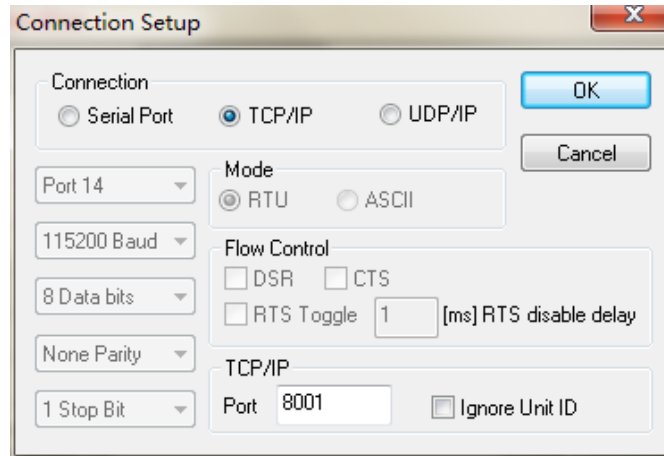 Connection Setup
x
Connection
Serial Port TCP/IP UDP/IP
OK
Cancel
Port 14
Mode
RTU ASCII
115200 Baud
Flow Control
DSR CTS
8 Data bits
RTS Toggle 1 [ms] RTS disable delay
None Parity
TCP/IP
1 Stop Bit
Port 8001 Ignore Unit ID